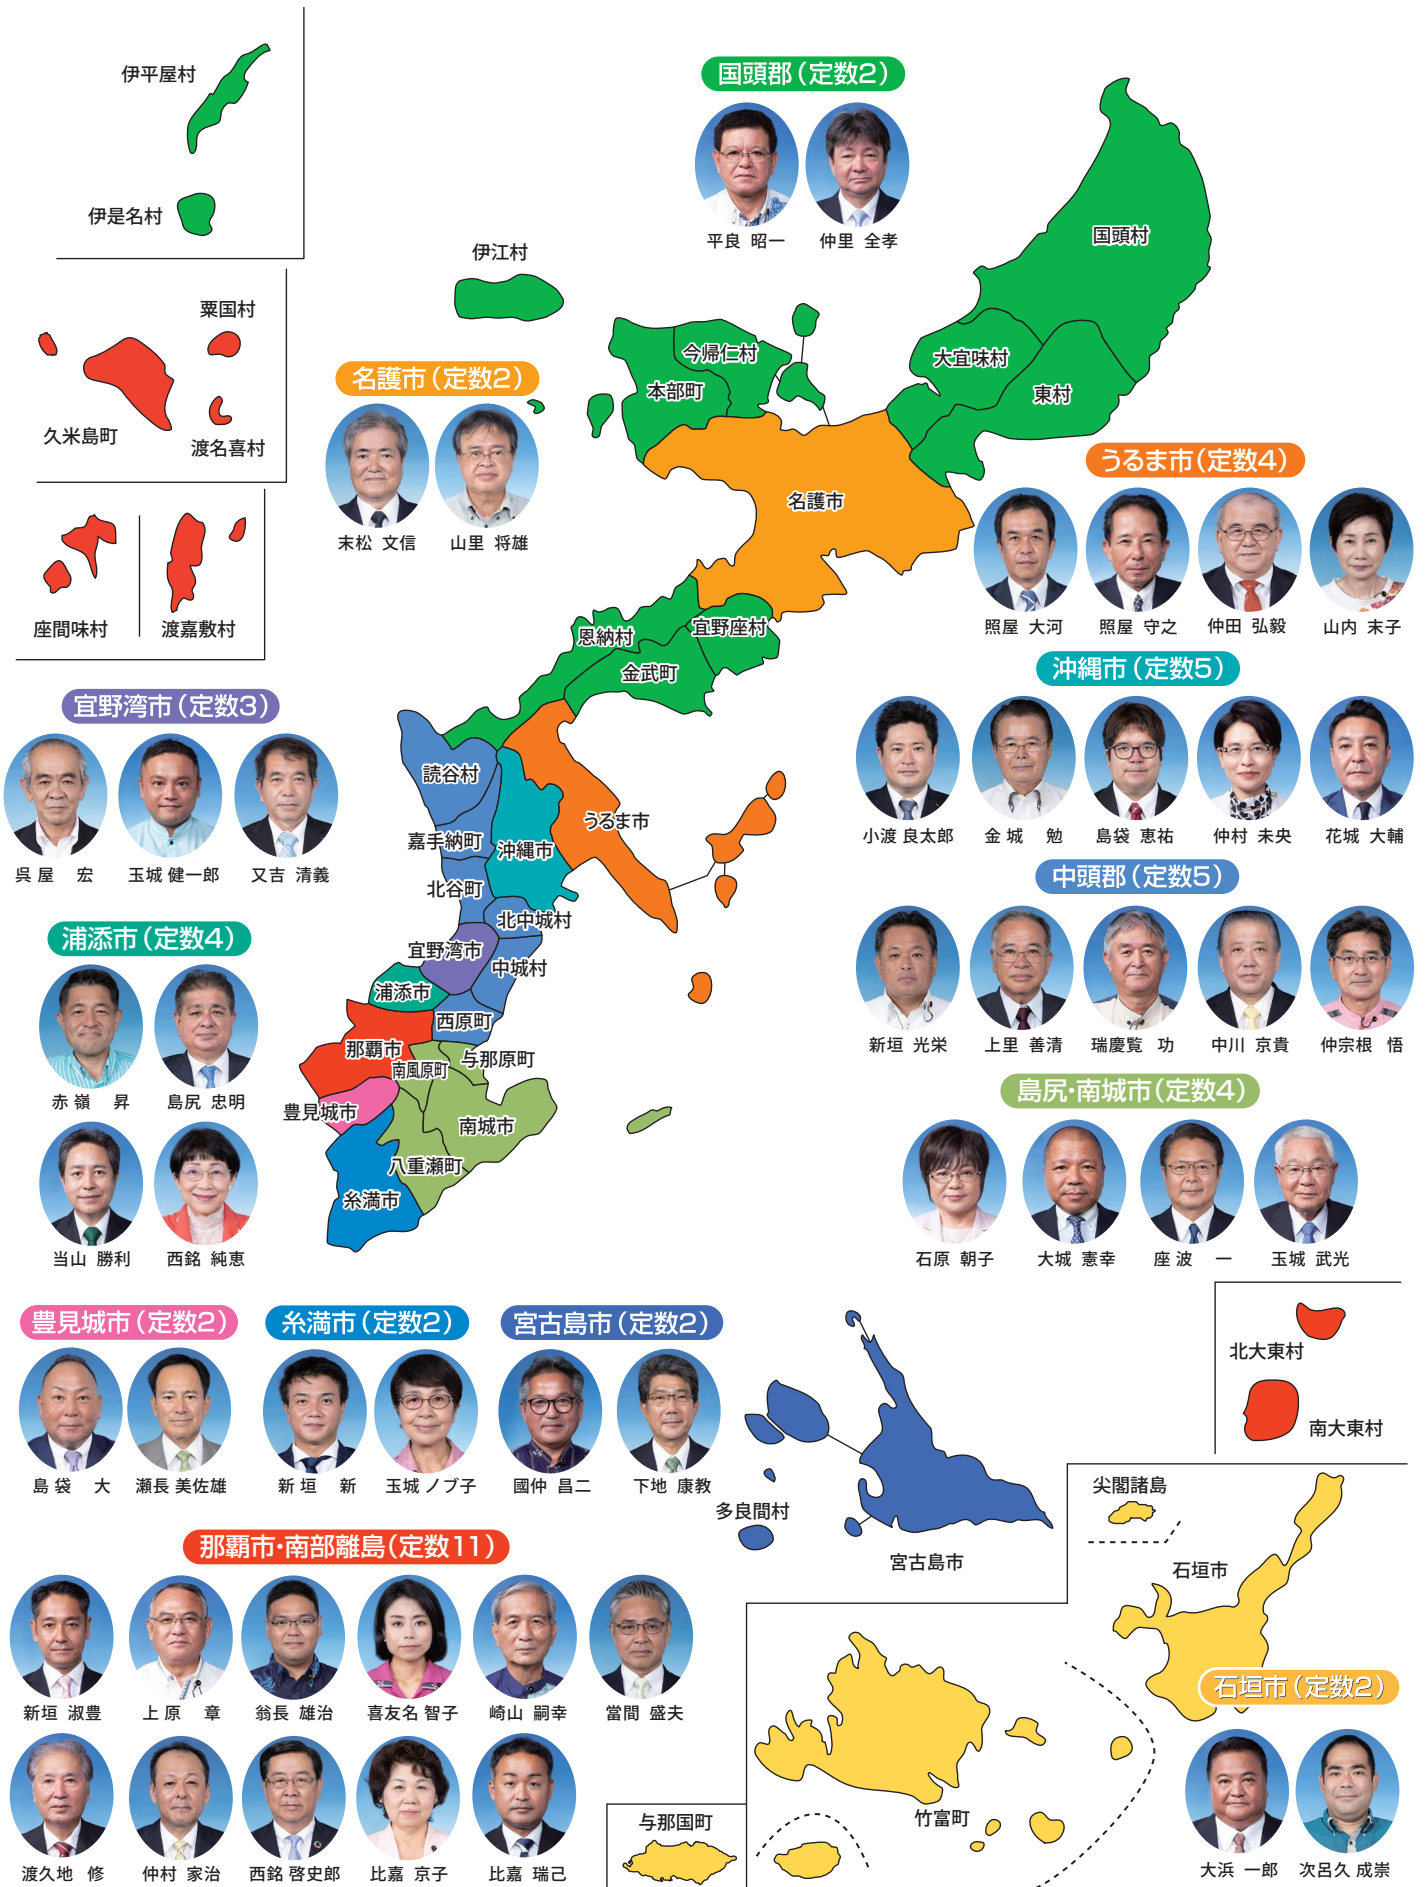 伊平屋村
伊是名村
国頭郡（定数2）
平良 昭一
仲里 全孝
国頭村
伊江村
粟国村
久米島町
渡名喜村
今帰仁村
本部町
大宜味村
東村
名護市（定数2）
末松 文信
山里 将雄
名護市
うるま市（定数4）
照屋 大河
照屋 守之
仲田 弘毅
山内 末子
座間味村
渡嘉敷村
恩納村
宜野座村
金武町
沖縄市（定数5）
小渡 良太郎
金城 勉
島袋 恵祐
仲村 未央
花城 大輔
宜野湾市（定数3）
呉屋 宏
玉城 健一郎
又吉 清義
読谷村
嘉手納町
沖縄市
うるま市
北谷町
北中城村
宜野湾市
中城村
浦添市
西原町
那覇市
南風原町
与那原町
豊見城市
南城市
八重瀬町
糸満市
中頭郡（定数5）
新垣 光栄
上里 善清
瑞慶覧 功
中川 京貴
仲宗根 悟
浦添市（定数4）
赤嶺 昇
島尻 忠明
当山 勝利
西銘 純恵
島尻・南城市（定数4）
石原 朝子
大城 憲幸
座波 一
玉城 武光
豊見城市（定数2）
島袋 大
瀬長 美佐雄
糸満市（定数2）
新垣 新
玉城 ノブ子
宮古島市（定数2）
國仲 昌二
下地 康教
北大東村
南大東村
多良間村
宮古島市
尖閣諸島
石垣市
那覇市・南部離島（定数11）
新垣 淑豊
上原 章
翁長 雄治
喜友名 智子
崎山 嗣幸
當間 盛夫
渡久地 修
仲村 家治
西銘 啓史郎
比嘉 京子
比嘉 瑞己
石垣市（定数2）
大浜 一郎
次呂久 成崇
竹富町
与那国町